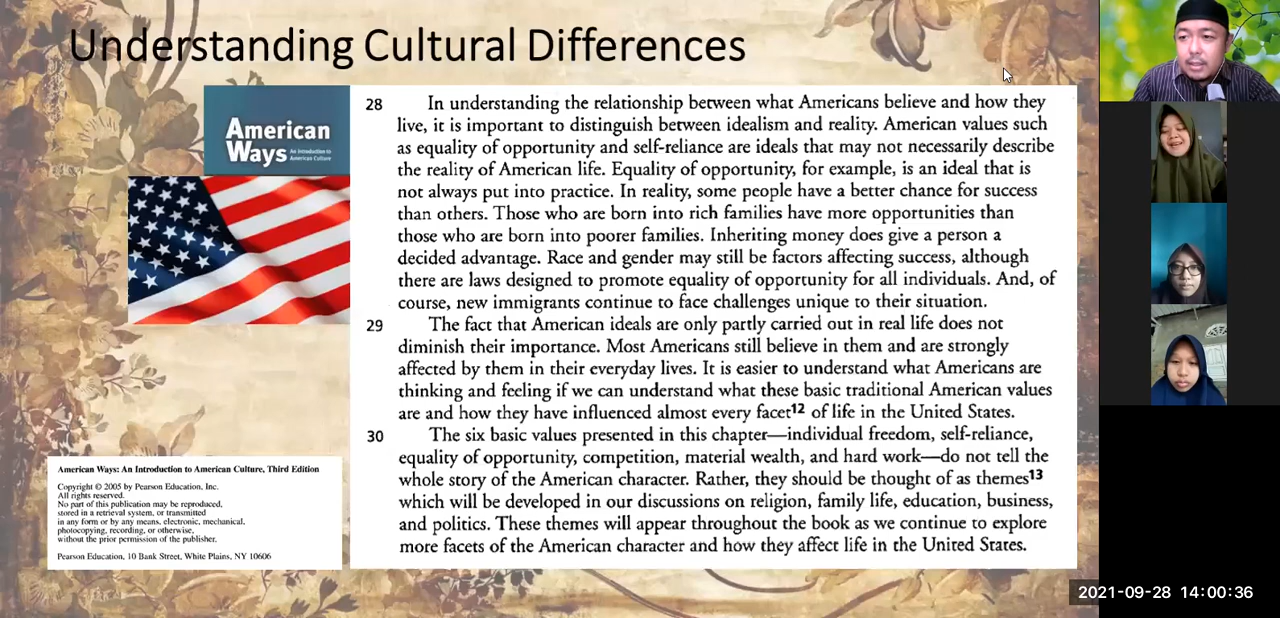 Understanding Cultural Differences
American
Ways
An Introduction to
American Culture
28 In understanding the relationship between what Americans believe and how they
live, it is important to distinguish between idealism and reality. American values such
as equality of opportunity and self-reliance are ideals that may not necessarily describe
the reality of American life. Equality of opportunity, for example, is an ideal that is
not always put into practice. In reality, some people have a better chance for success
than others. Those who are born into rich families have more opportunities than
those who are born into poorer families. Inheriting money does give a person a
decided advantage. Race and gender may still be factors affecting success, although
there are laws designed to promote equality of opportunity for all individuals. And, of
course, new immigrants continue to face challenges unique to their situation.
29 The fact that American ideals are only partly carried out in real life does not
diminish their importance. Most Americans still believe in them and are strongly
affected by them in their everyday lives. It is easier to understand what Americans are
thinking and feeling if we can understand what these basic traditional American values
are and how they have influenced almost every facet12 of life in the United States.
30 The six basic values presented in this chapter—individual freedom, self-reliance,
equality of opportunity, competition, material wealth, and hard work—do not tell the
whole story of the American character. Rather, they should be thought of as themes13
which will be developed in our discussions on religion, family life, education, business,
and politics. These themes will appear throughout the book as we continue to explore
more facets of the American character and how they affect life in the United States.
American Ways: An Introduction to American Culture, Third Edition
Copyright © 2005 by Pearson Education, Inc.
All rights reserved.
No part of this publication may be reproduced,
stored in a retrieval system, or transmitted
in any form or by any means, electronic, mechanical,
photocopying, recording, or otherwise,
without the prior permission of the publisher.
Pearson Education, 10 Bank Street, White Plains, NY 10606
2021-09-28 14:00:36